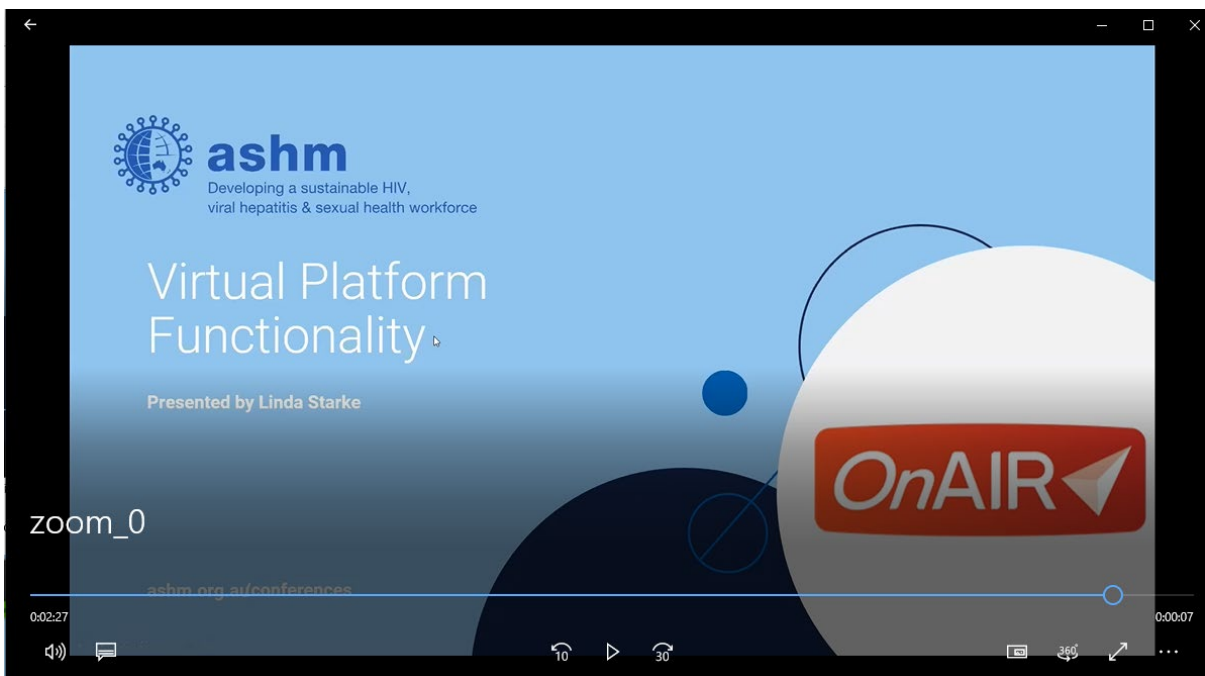 ashm
Developing a sustainable HIV,
viral hepatitis & sexual health workforce
Virtual Platform
Functionality
Presented by Linda Starke
OnAIR
zoom_0
ashm.org.au/conferences
0:02:27
0:00:07
10
30
360°